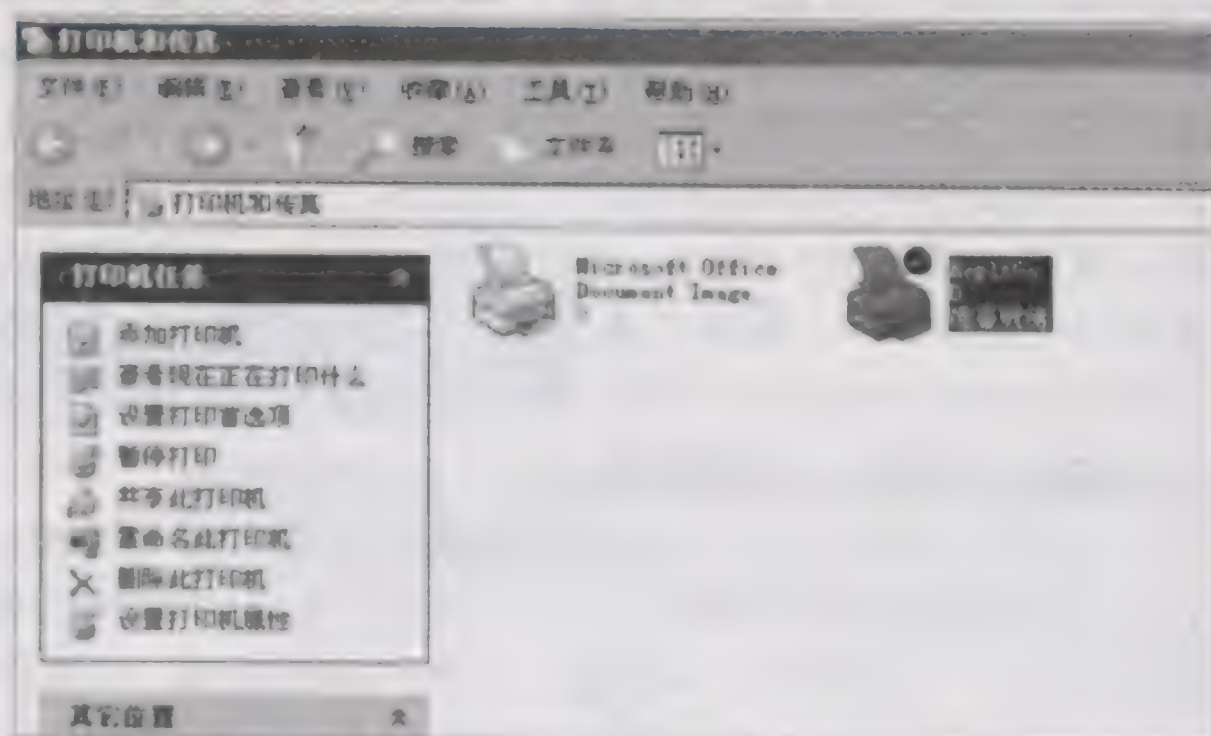 打印机和传真
文件(F) 编辑(E) 查看(V) 收藏(A) 工具(T) 帮助(H)
搜索 文件夹
地址(D) 打印机和传真
打印机任务
添加打印机
查看现在正在打印什么
设置打印首选项
暂停打印
共享此打印机
重命名此打印机
删除此打印机
设置打印机属性
其它位置
Microsoft Office
Document Image